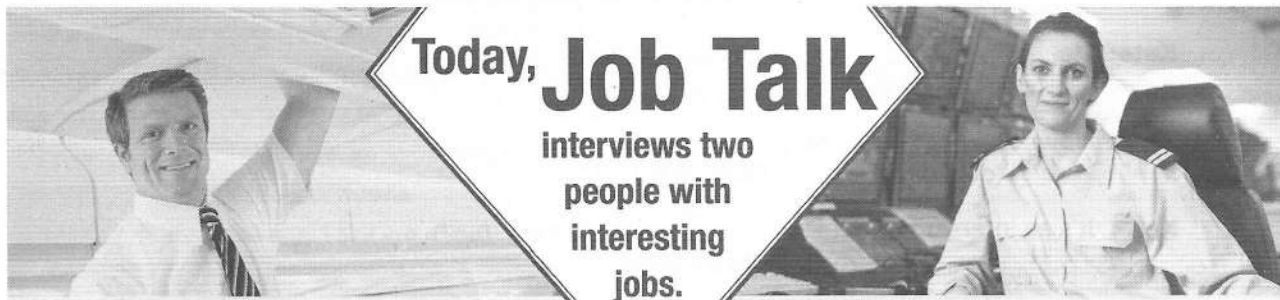 Today, Job Talk
interviews two
people with
interesting
jobs.